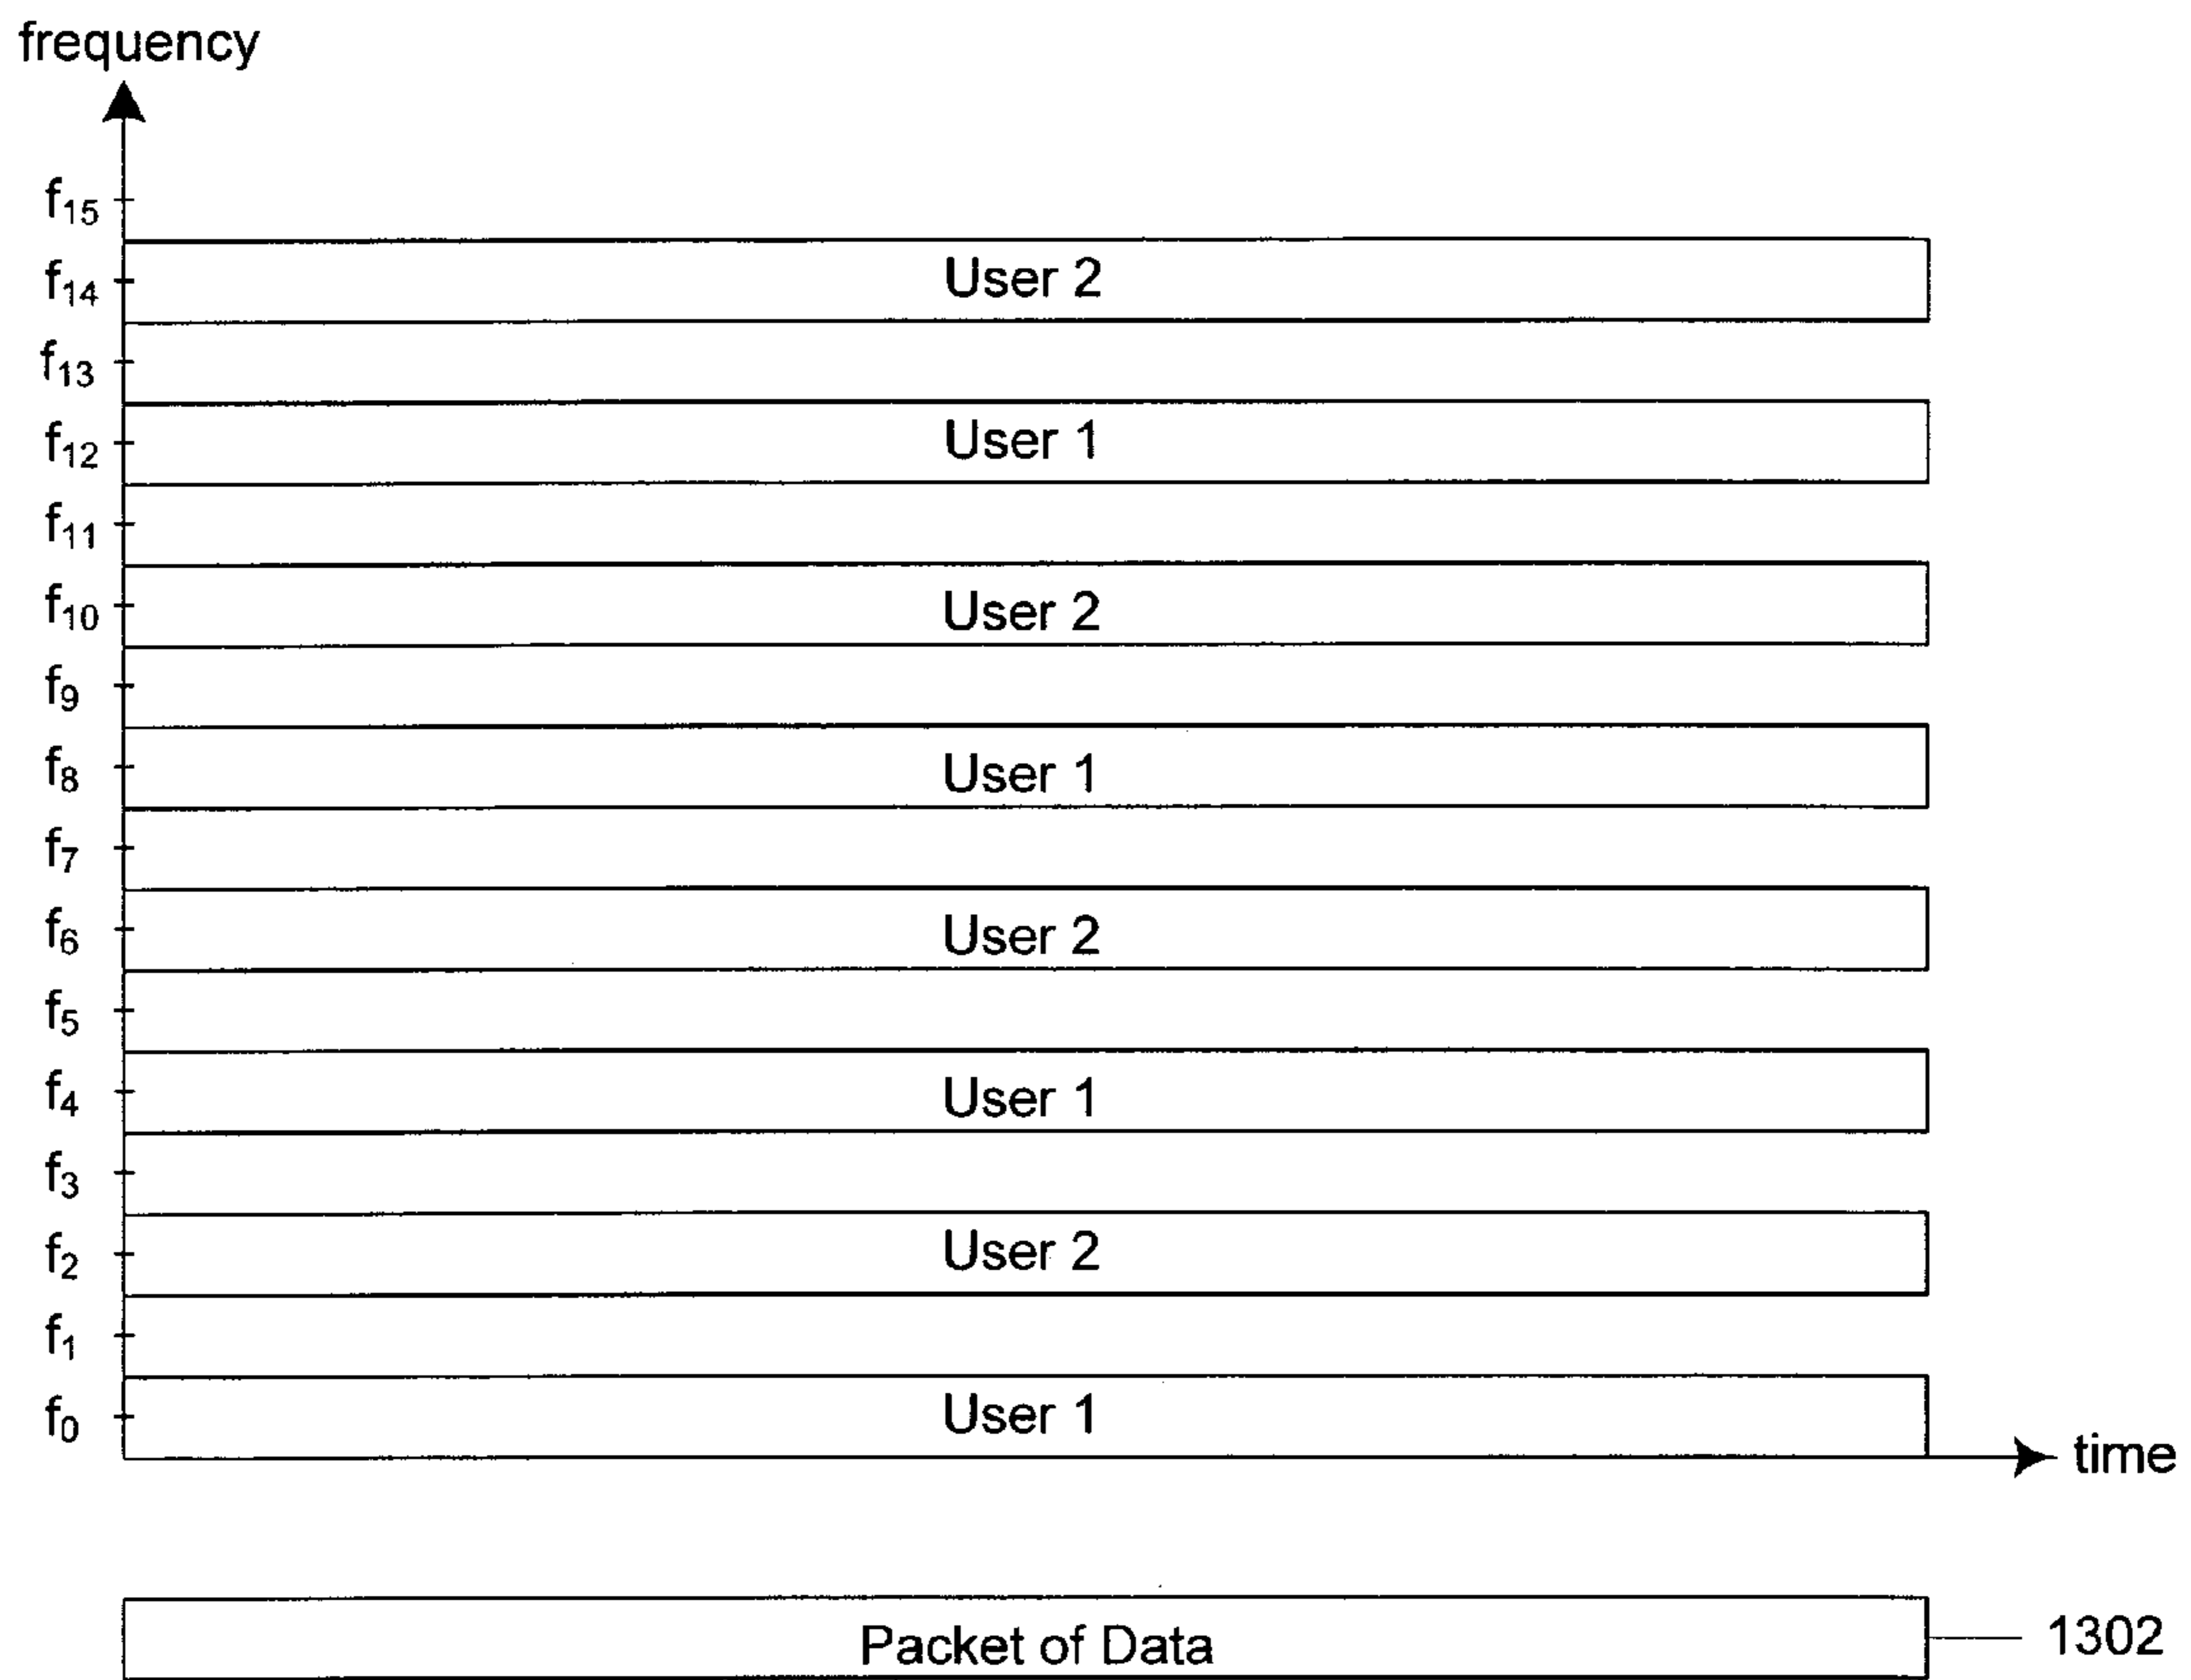 frequency
f15
f14 User 2
f13
f12 User 1
f11
f10 User 2
f9
f8 User 1
f7
f6 User 2
f5
f4 User 1
f3
f2 User 2
f1
f0 User 1
time
Packet of Data 1302